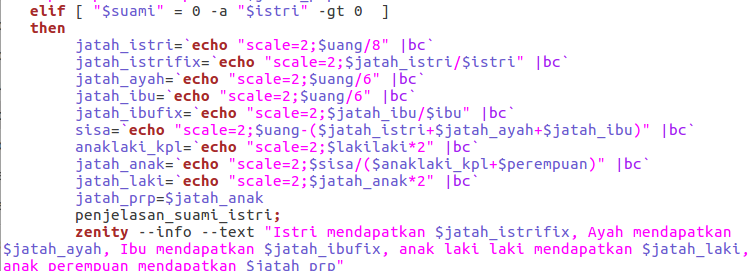 elif [ "$suami" = 0 -a "$istri" -gt 0  ]
then
jatah_istri=`echo "scale=2;$uang/8" |bc`
jatah_istrifix=`echo "scale=2;$jatah_istri/$istri" |bc`
jatah_ayah=`echo "scale=2;$uang/6" |bc`
jatah_ibu=`echo "scale=2;$uang/6" |bc`
jatah_ibufix=`echo "scale=2;$jatah_ibu/$ibu" |bc`
sisa=`echo "scale=2;$uang-($jatah_istri+$jatah_ayah+$jatah_ibu)" |bc`
anaklaki_kpl=`echo "scale=2;$lakilaki*2" |bc`
jatah_anak=`echo "scale=2;$sisa/($anaklaki_kpl+$perempuan)" |bc`
jatah_laki=`echo "scale=2;$jatah_anak*2" |bc`
jatah_prp=$jatah_anak
penjelasan_suami_istri;
zenity --info --text "Istri mendapatkan $jatah_istrifix, Ayah mendapatkan
$jatah_ayah, Ibu mendapatkan $jatah_ibufix, anak laki laki mendapatkan $jatah_laki,
anak perempuan mendapatkan $jatah_prp"